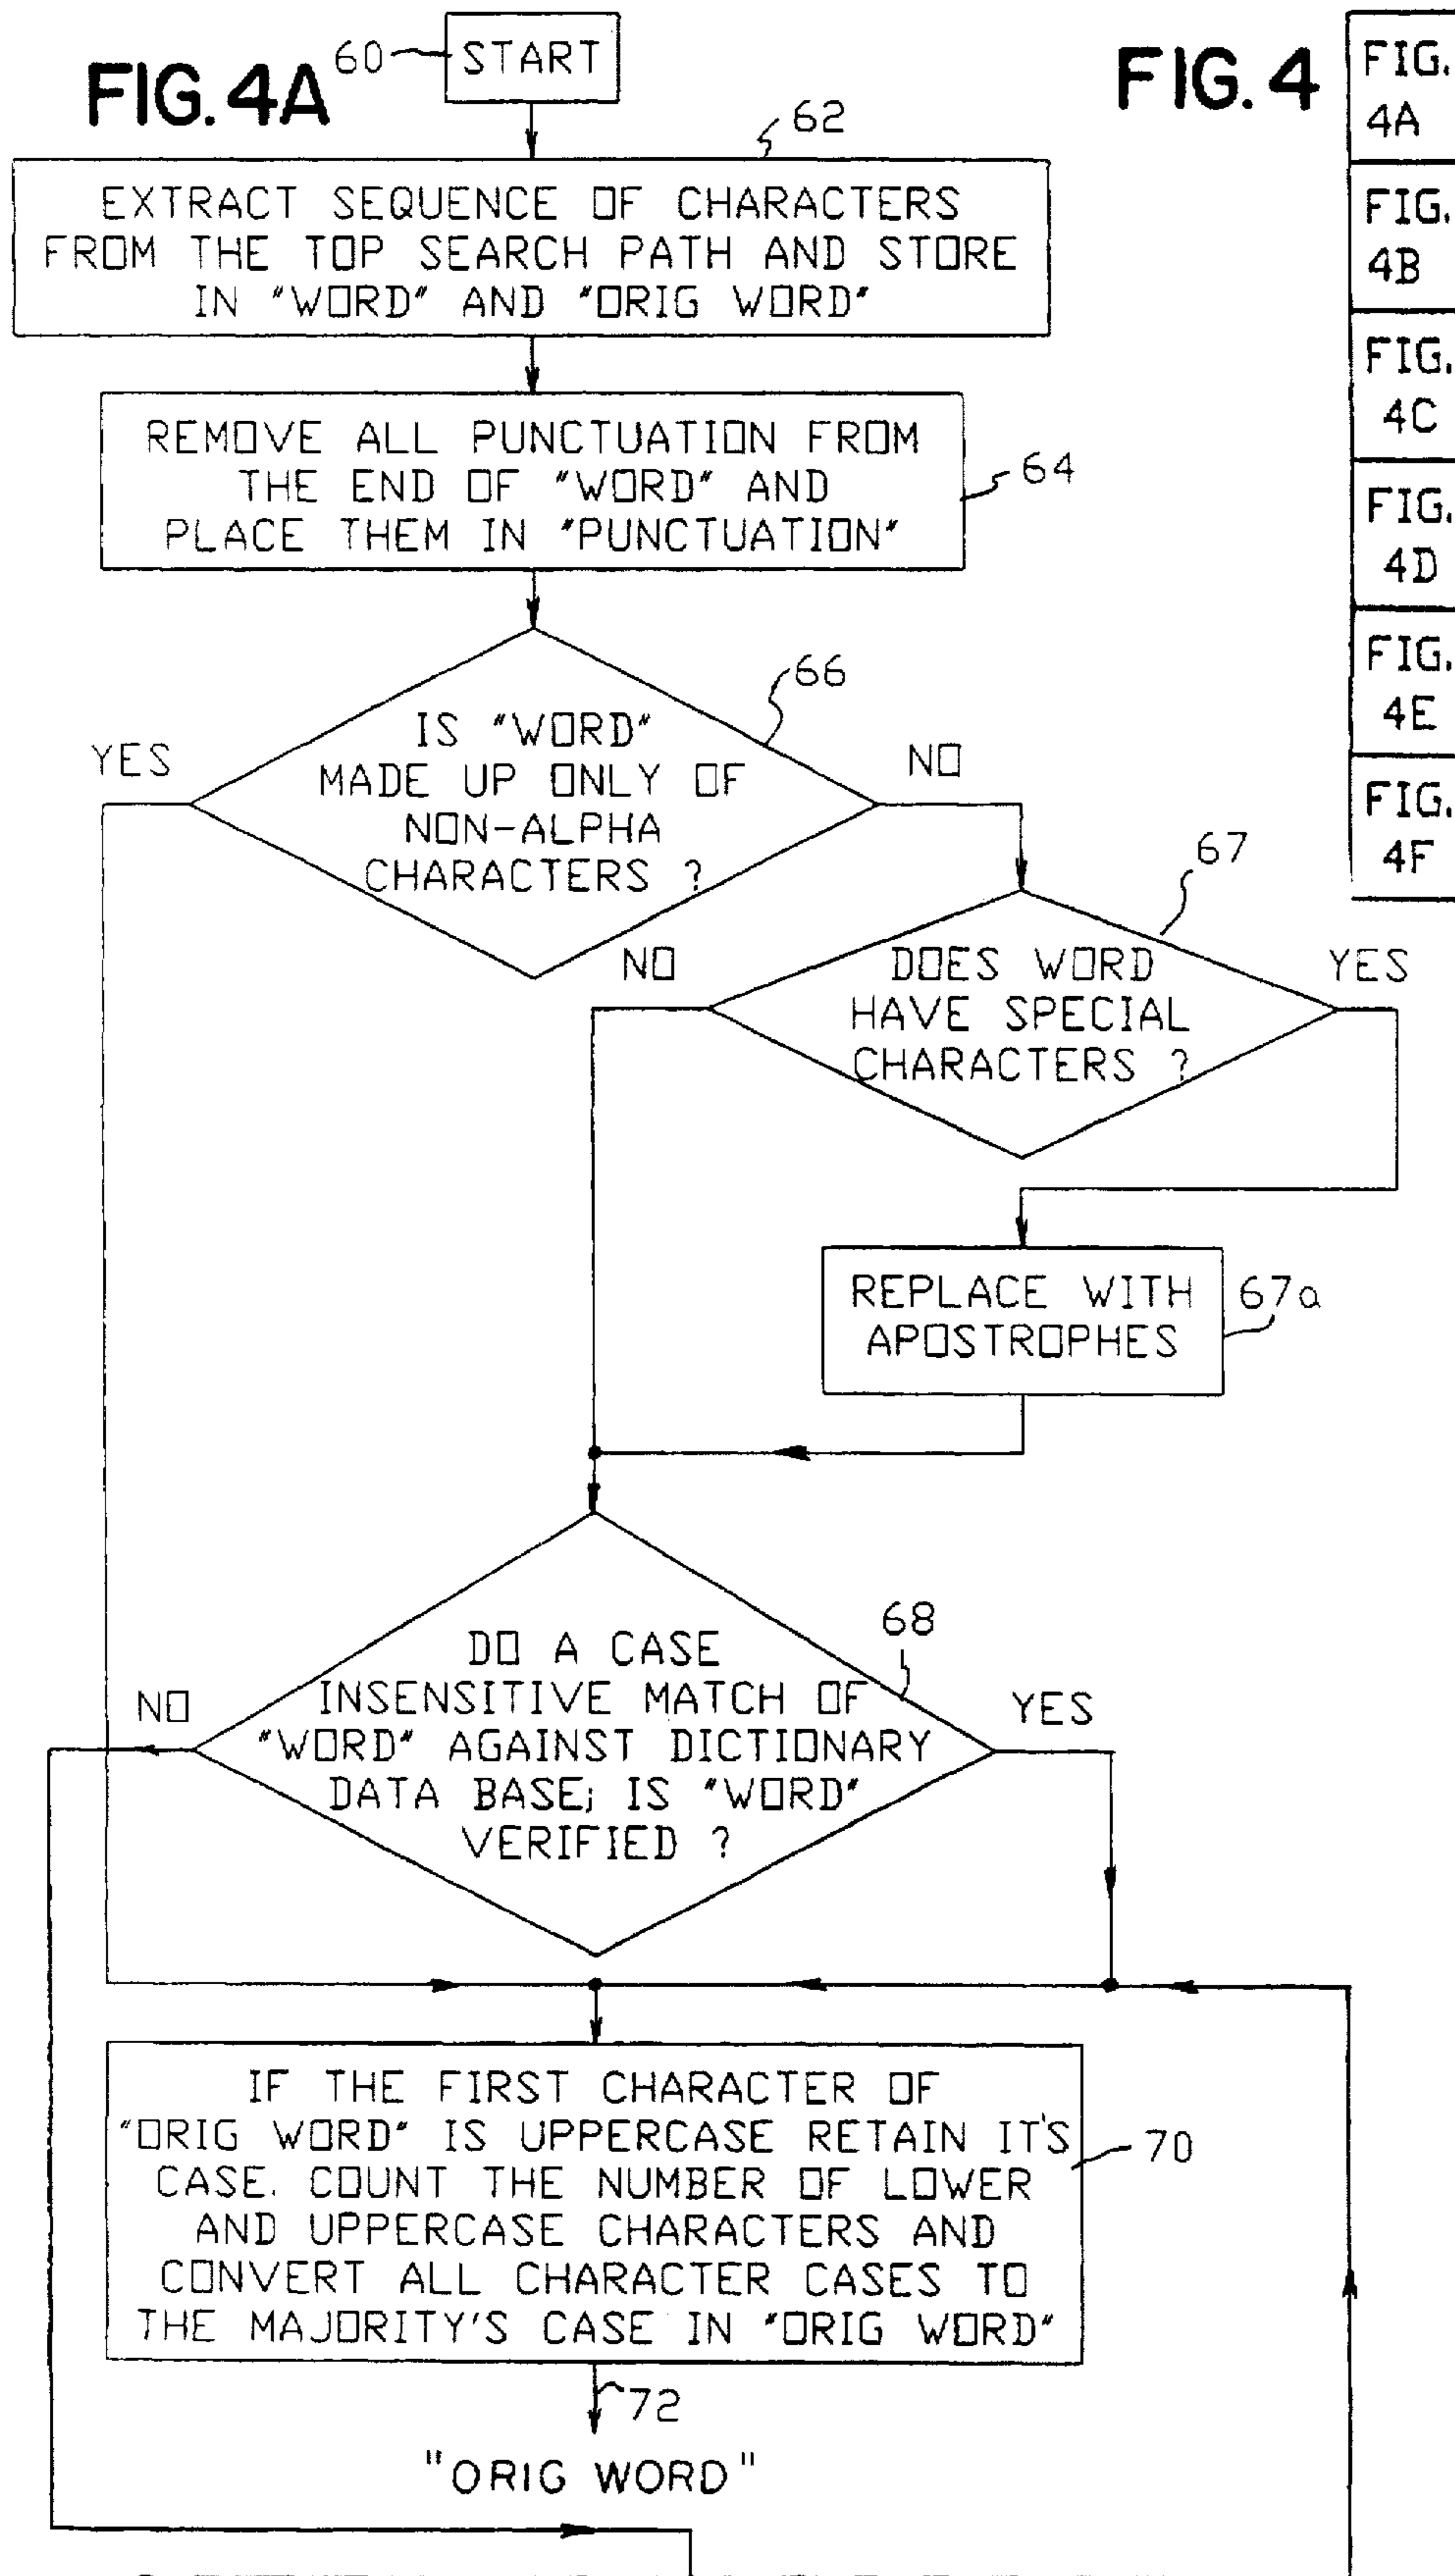 FIG. 4A
60
START
FIG. 4
FIG.
4A
FIG.
4B
FIG.
4C
FIG.
4D
FIG.
4E
FIG.
4F
62
EXTRACT SEQUENCE OF CHARACTERS
FROM THE TOP SEARCH PATH AND STORE
IN "WORD" AND "ORIG WORD"
REMOVE ALL PUNCTUATION FROM
THE END OF "WORD" AND
PLACE THEM IN "PUNCTUATION"
64
66
YES
IS "WORD"
MADE UP ONLY OF
NON-ALPHA
CHARACTERS ?
NO
67
NO
DOES WORD
HAVE SPECIAL
CHARACTERS ?
YES
REPLACE WITH
APOSTROPHES
67a
68
NO
DO A CASE
INSENSITIVE MATCH OF
"WORD" AGAINST DICTIONARY
DATA BASE; IS "WORD"
VERIFIED ?
YES
IF THE FIRST CHARACTER OF
"ORIG WORD" IS UPPERCASE RETAIN IT'S
CASE. COUNT THE NUMBER OF LOWER
AND UPPERCASE CHARACTERS AND
CONVERT ALL CHARACTER CASES TO
THE MAJORITY'S CASE IN "ORIG WORD"
70
72
"ORIG WORD"